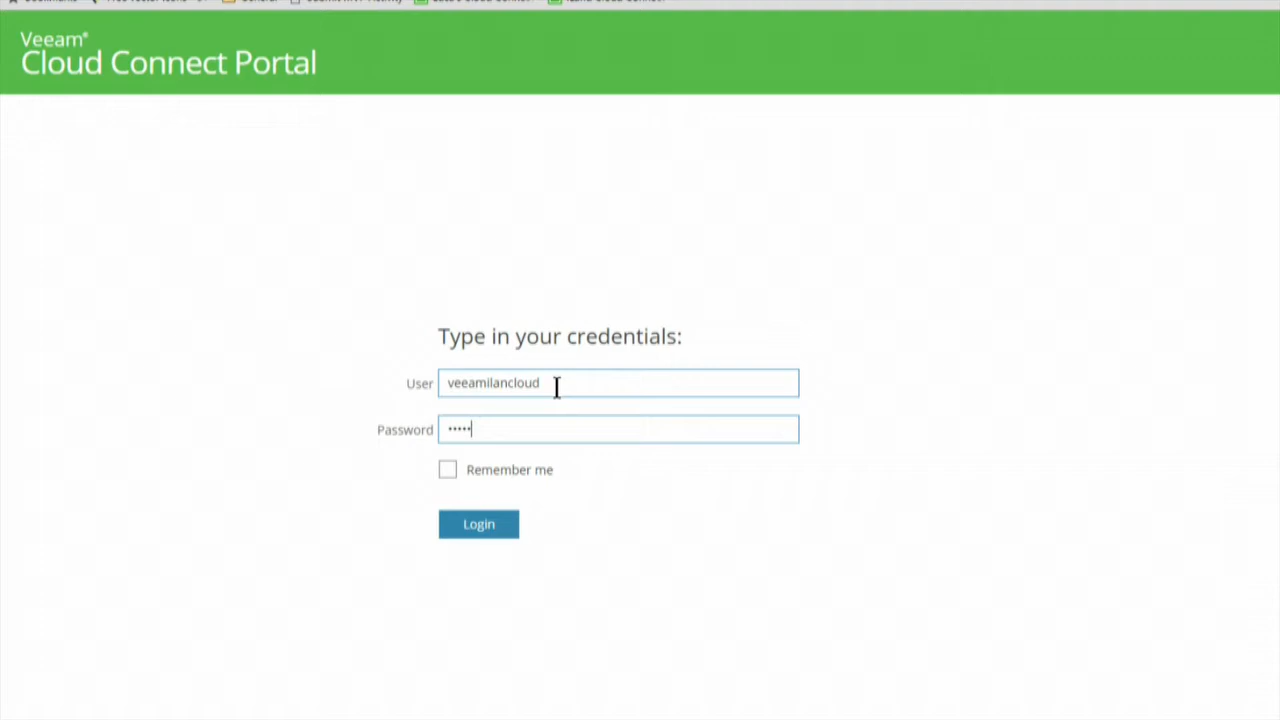 Veeam®
Cloud Connect Portal
Type in your credentials:
User veeamilancloud
Password •••••
Remember me
Login